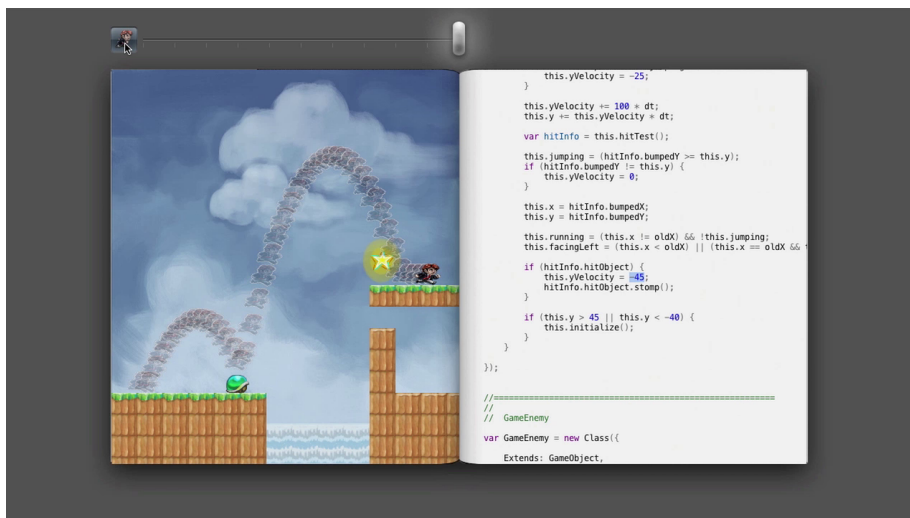 this.yVelocity = -25;
}
this.yVelocity += 100 * dt;
this.y += this.yVelocity * dt;
var hitInfo = this.hitTest();
this.jumping = (hitInfo.bumpedY >= this.y);
if (hitInfo.bumpedY != this.y) {
this.yVelocity = 0;
}
this.x = hitInfo.bumpedX;
this.y = hitInfo.bumpedY;
this.running = (this.x != oldX) && !this.jumping;
this.facingLeft = (this.x < oldX) || (this.x == oldX &&
if (hitInfo.hitObject) {
this.yVelocity = -45;
hitInfo.hitObject.stomp();
}
if (this.y > 45 || this.y < -40) {
this.initialize();
}
}
});
//========================================================
//
// GameEnemy
var GameEnemy = new Class({
Extends: GameObject,